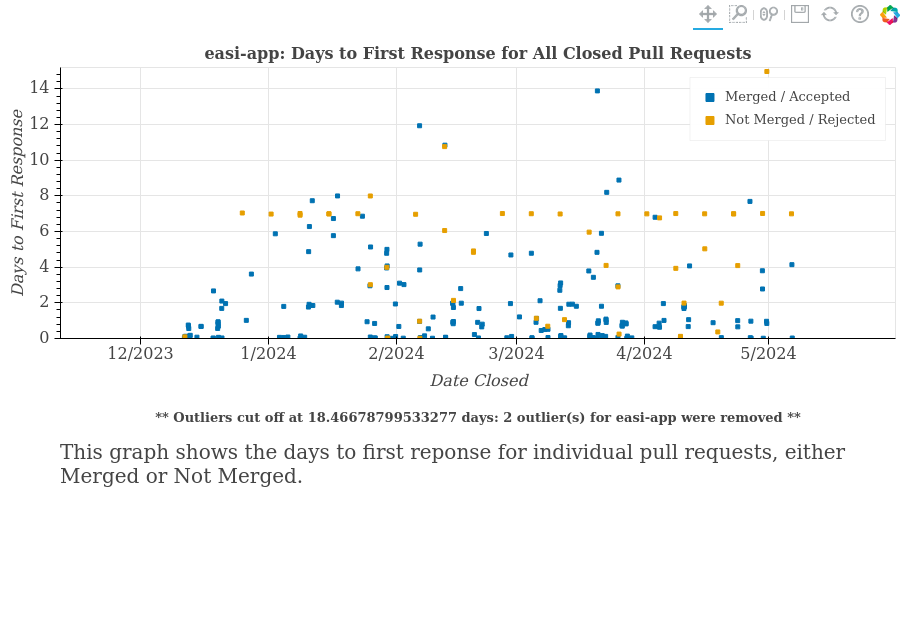 easi-app: Days to First Response for All Closed Pull Requests
Days to First Response
14
12
10
8
6
4
2
0
Merged / Accepted
Not Merged / Rejected
12/2023
1/2024
2/2024
3/2024
4/2024
5/2024
Date Closed
** Outliers cut off at 18.46678799533277 days: 2 outlier(s) for easi-app were removed **
This graph shows the days to first reponse for individual pull requests, either
Merged or Not Merged.